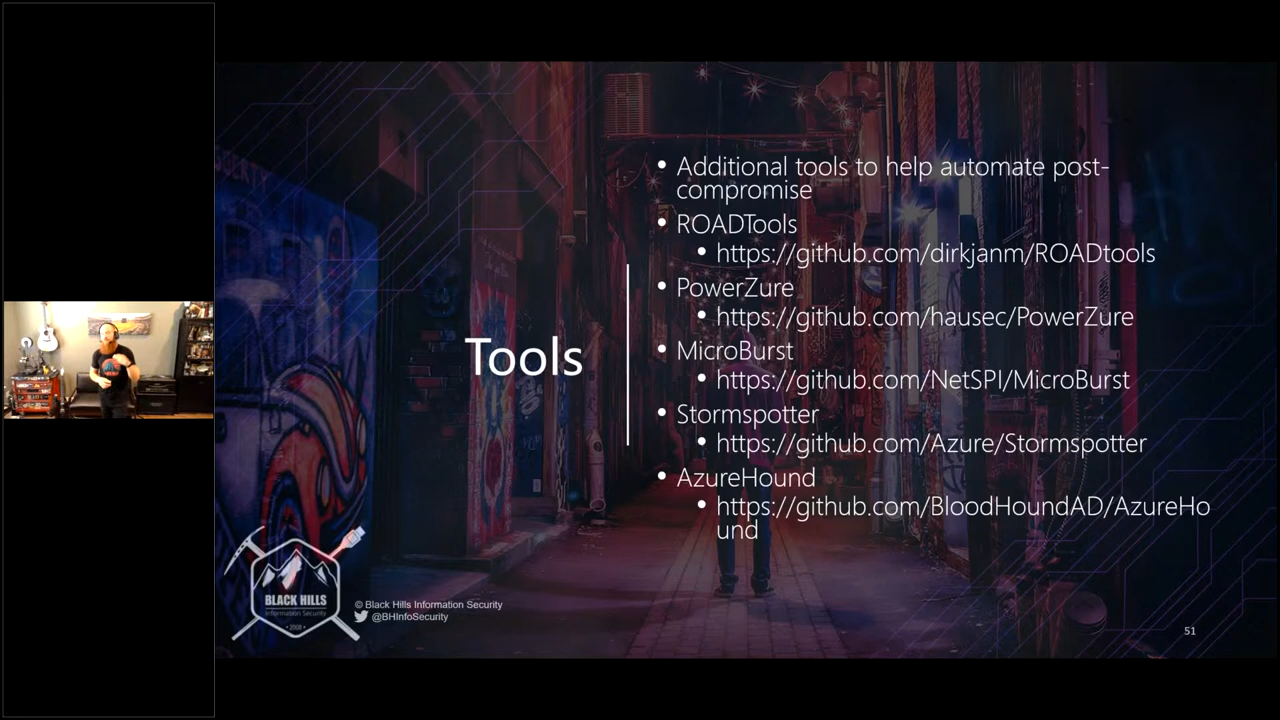 Tools
• Additional tools to help automate post-
compromise
• ROADTools
• https://github.com/dirkjanm/ROADtools
• PowerZure
• https://github.com/hausec/PowerZure
• MicroBurst
• https://github.com/NetSPI/MicroBurst
• Stormspotter
• https://github.com/Azure/Stormspotter
• AzureHound
• https://github.com/BloodHoundAD/AzureHo
und
BLACK HILLS
Information Security
• 2008 •
© Black Hills Information Security
@BHInfoSecurity
51